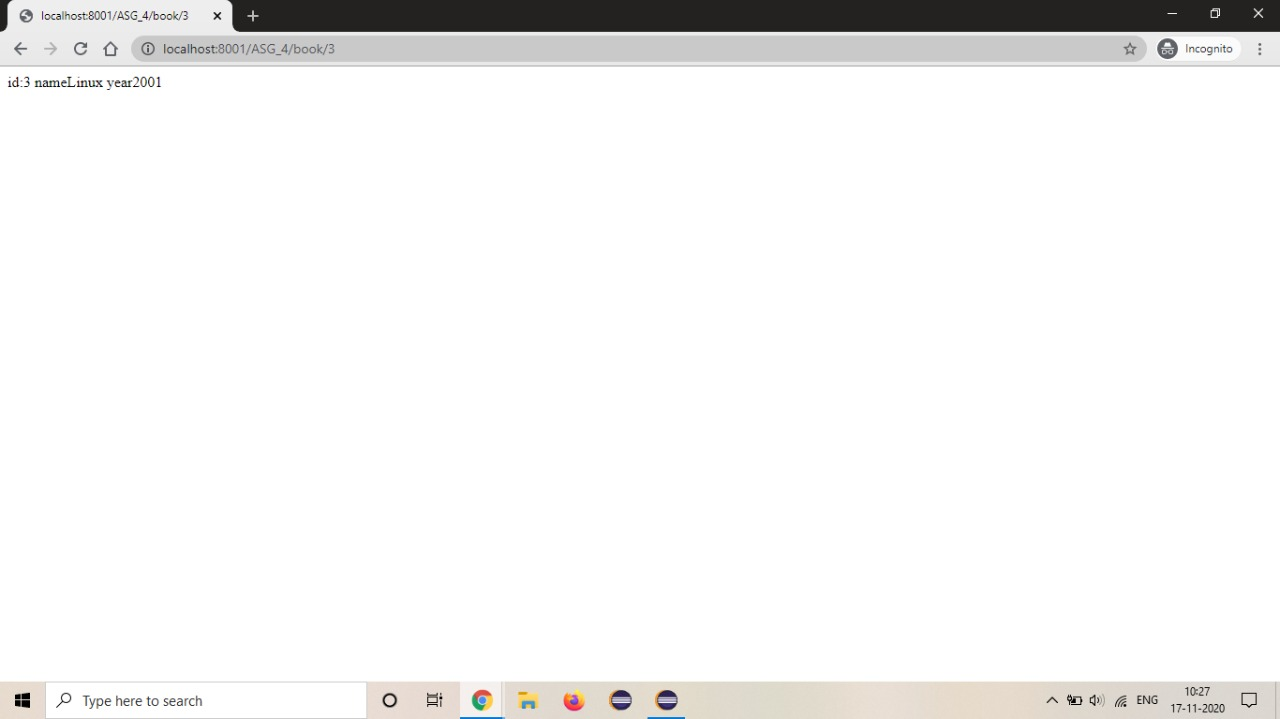 localhost:8001/ASG_4/book/3
localhost:8001/ASG_4/book/3
Incognito
id:3 nameLinux year2001
Type here to search
ENG
10:27
17-11-2020